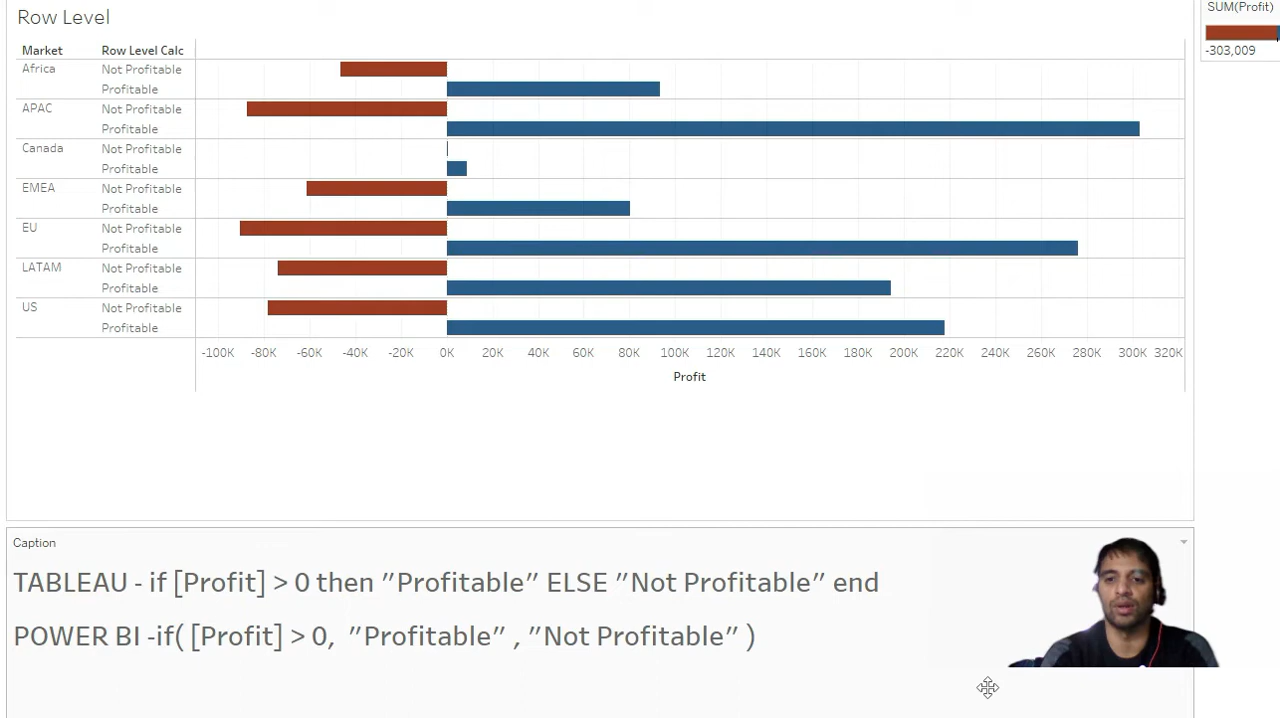 Row Level
SUM(Profit)
-303,009
Market Row Level Calc
Africa Not Profitable
Profitable
APAC Not Profitable
Profitable
Canada Not Profitable
Profitable
EMEA Not Profitable
Profitable
EU Not Profitable
Profitable
LATAM Not Profitable
Profitable
US Not Profitable
Profitable
-100K -80K -60K -40K -20K 0K 20K 40K 60K 80K 100K 120K 140K 160K 180K 200K 220K 240K 260K 280K 300K 320K
Profit
Caption
TABLEAU - if [Profit] > 0 then ”Profitable” ELSE ”Not Profitable” end
POWER BI -if( [Profit] > 0, ”Profitable” , ”Not Profitable” )